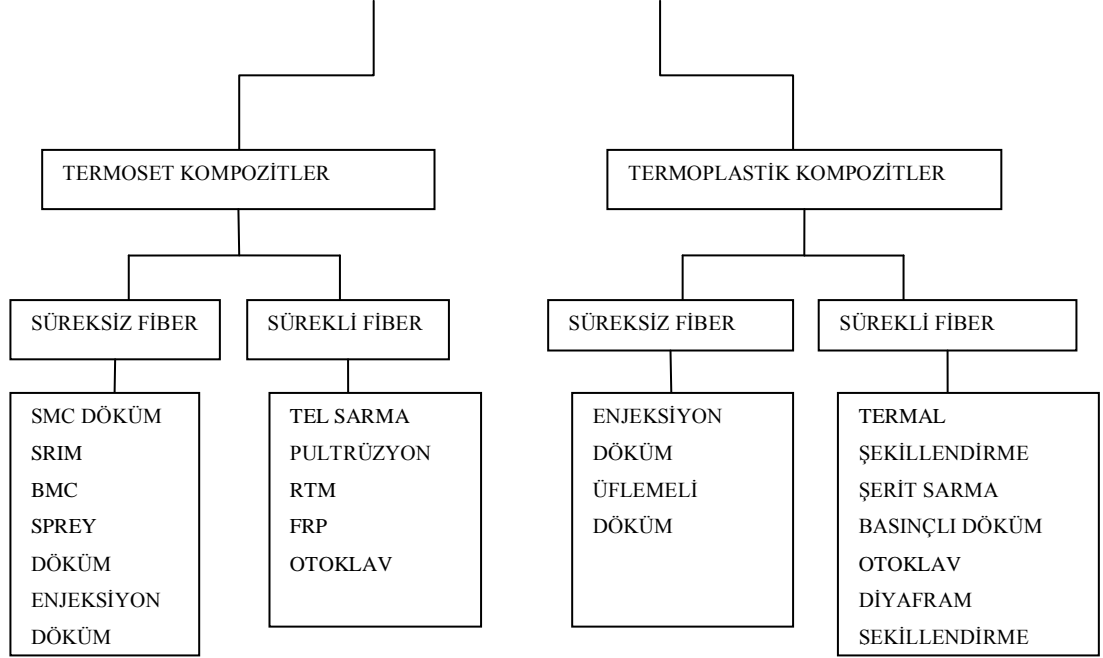 TERMOSET KOMPOZİTLER
TERMOPLASTİK KOMPOZİTLER
SÜREKSİZ FİBER
SÜREKLİ FİBER
SÜREKSİZ FİBER
SÜREKLİ FİBER
SMC DÖKÜM
SRIM
BMC
SPREY
DÖKÜM
ENJEKSİYON
DÖKÜM
TEL SARMA
PULTRÜZYON
RTM
FRP
OTOKLAV
ENJEKSİYON
DÖKÜM
ÜFLEMELİ
DÖKÜM
TERMAL
ŞEKİLLENDİRME
ŞERİT SARMA
BASINÇLI DÖKÜM
OTOKLAV
DİYAFRAM
ŞEKİLLENDİRME